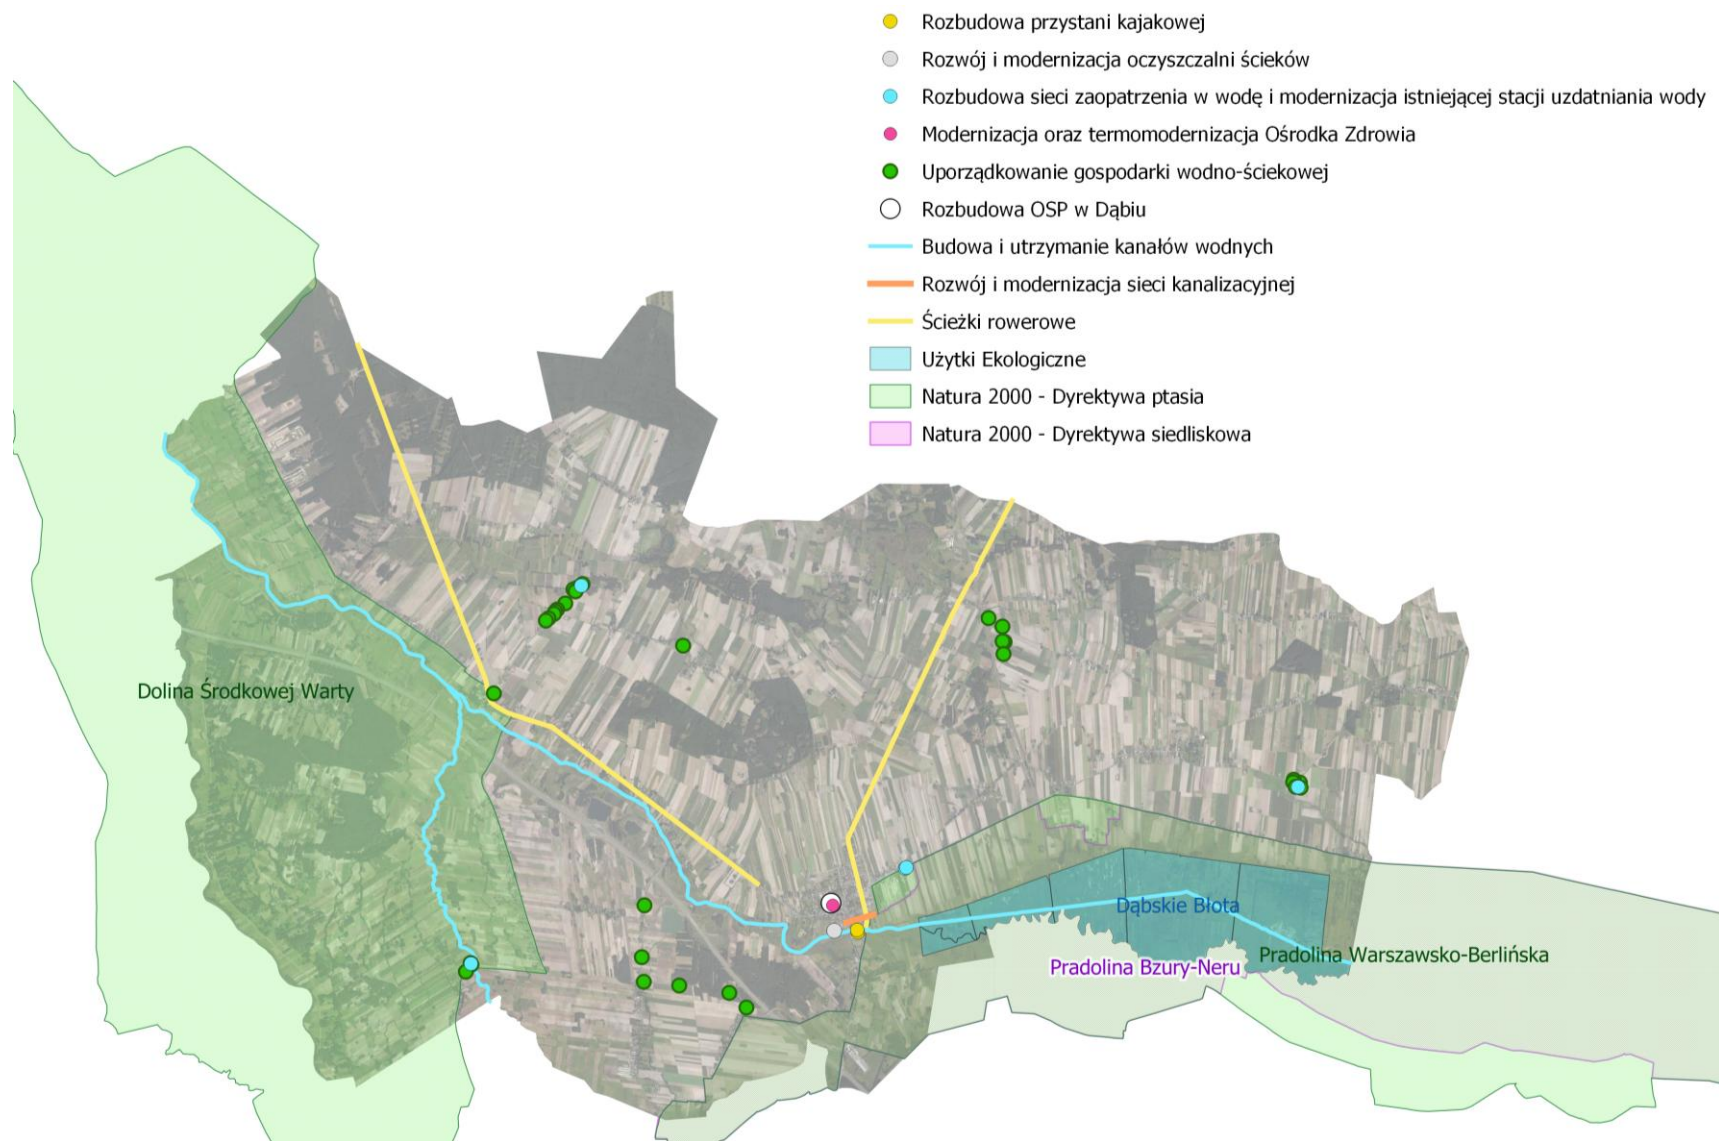 Rozbudowa przystani kajakowej
Rozwój i modernizacja oczyszczalni ścieków
Rozbudowa sieci zaopatrzenia w wodę i modernizacja istniejącej stacji uzdatniania wody
Modernizacja oraz termomodernizacja Ośrodka Zdrowia
Uporządkowanie gospodarki wodno-ściekowej
Rozbudowa OSP w Dąbiu
Budowa i utrzymanie kanałów wodnych
Rozwój i modernizacja sieci kanalizacyjnej
Ścieżki rowerowe
Użytki Ekologiczne
Natura 2000 - Dyrektywa ptasia
Natura 2000 - Dyrektywa siedliskowa
Dolina Środkowej Warty
Dąbskie Błota
Pradolina Warszawsko-Berlińska
Pradolina Bzury-Neru